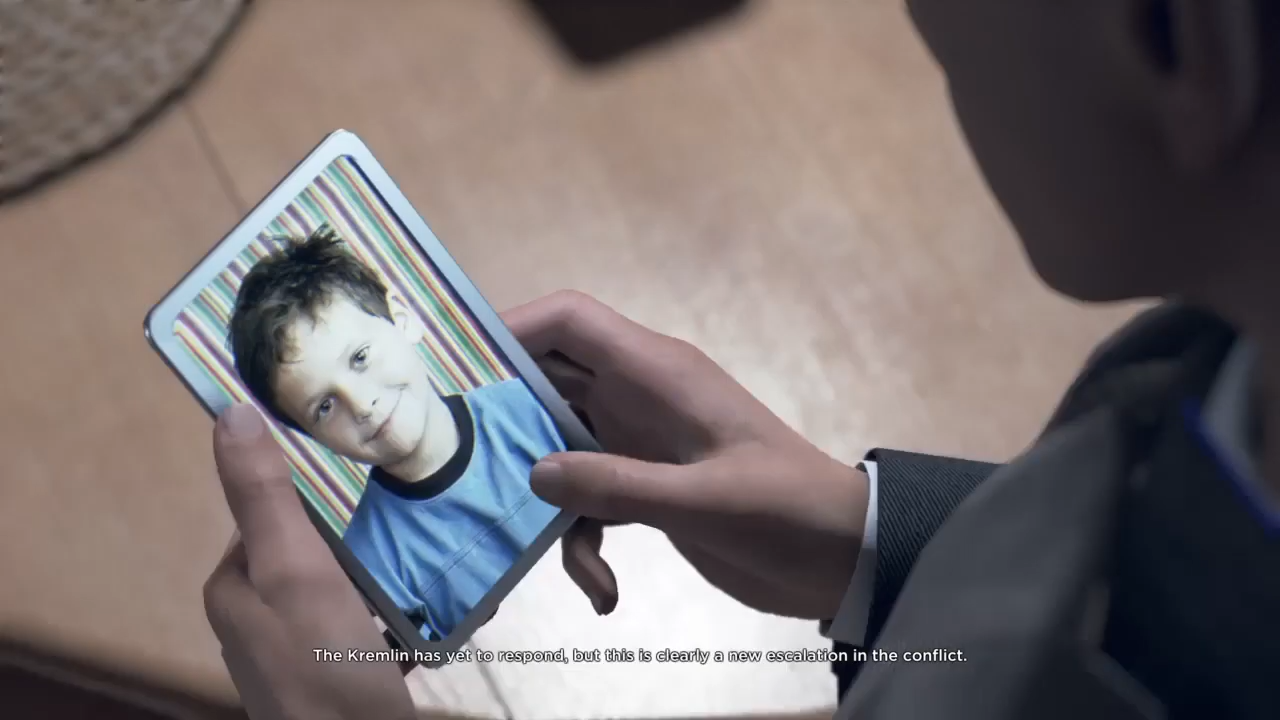 The Kremlin has yet to respond, but this is clearly a new escalation in the conflict.